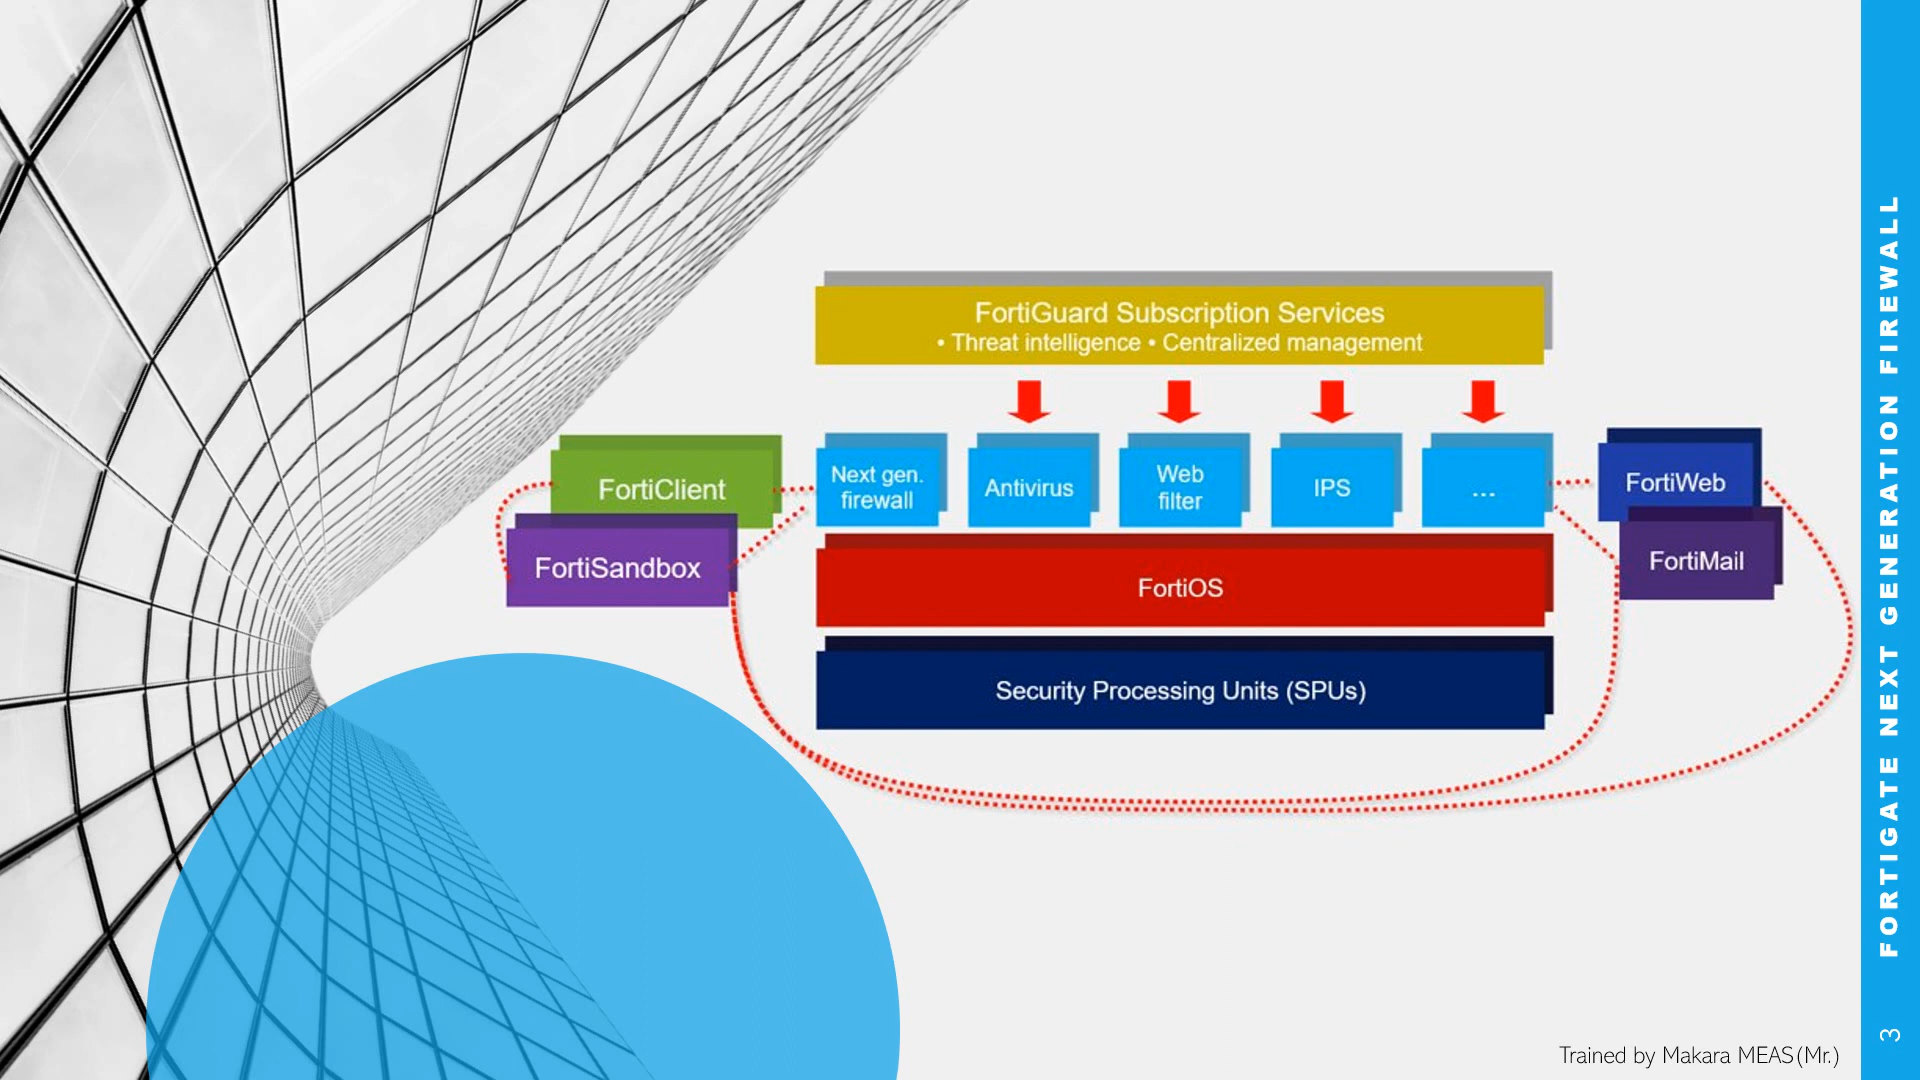 FortiGuard Subscription Services
• Threat intelligence • Centralized management
FortiClient
FortiSandbox
Next gen.
firewall
Antivirus
Web
filter
IPS
...
FortiWeb
FortiMail
FortiOS
Security Processing Units (SPUs)
FORTIGATE NEXT GENERATION FIREWALL
3
Trained by Makara MEAS(Mr.)